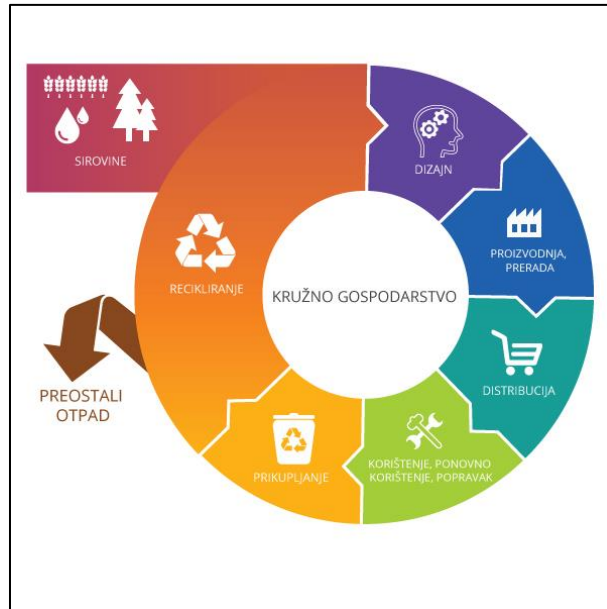 SIROVINE
DIZAJN
PROIZVODNJA,
PRERADA
DISTRIBUCIJA
KORIŠTENJE, PONOVNO
KORIŠTENJE, POPRAVAK
PRIKUPLJANJE
RECIKLIRANJE
KRUŽNO GOSPODARSTVO
PREOSTALI
OTPAD